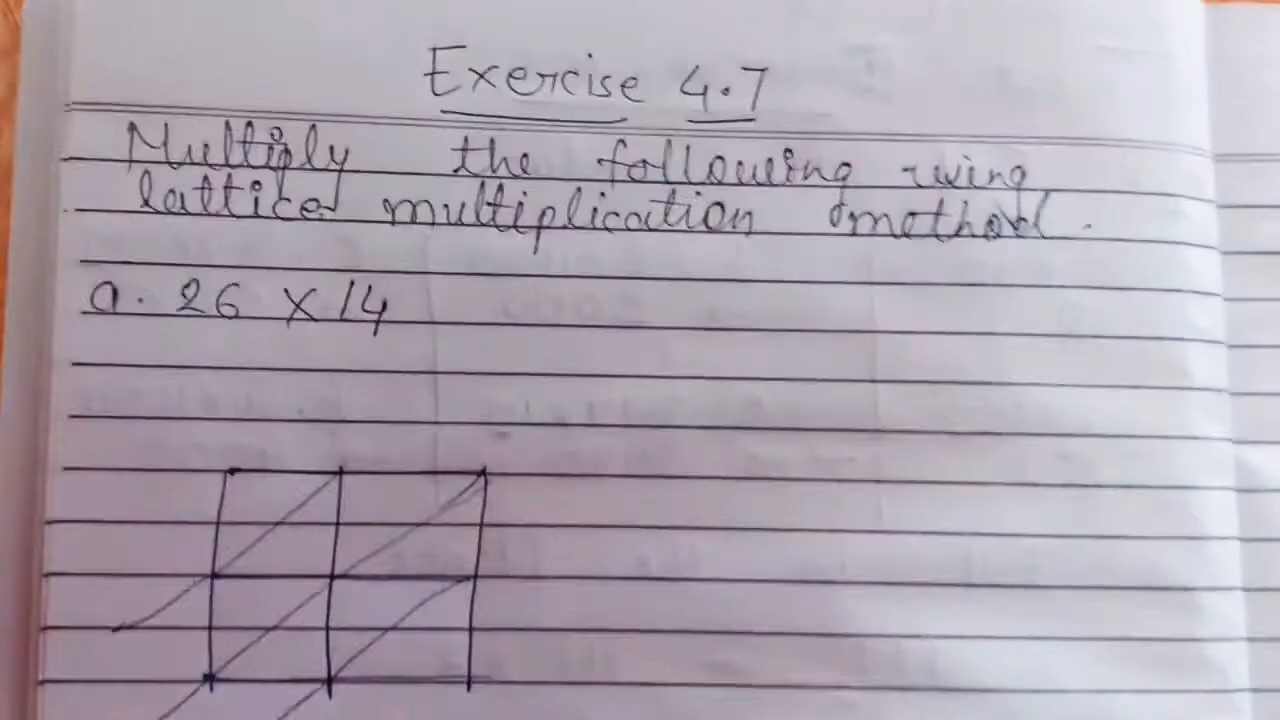 Exercise 4.7
Multiply the following using
lattice multiplication method.
a. 26 × 14